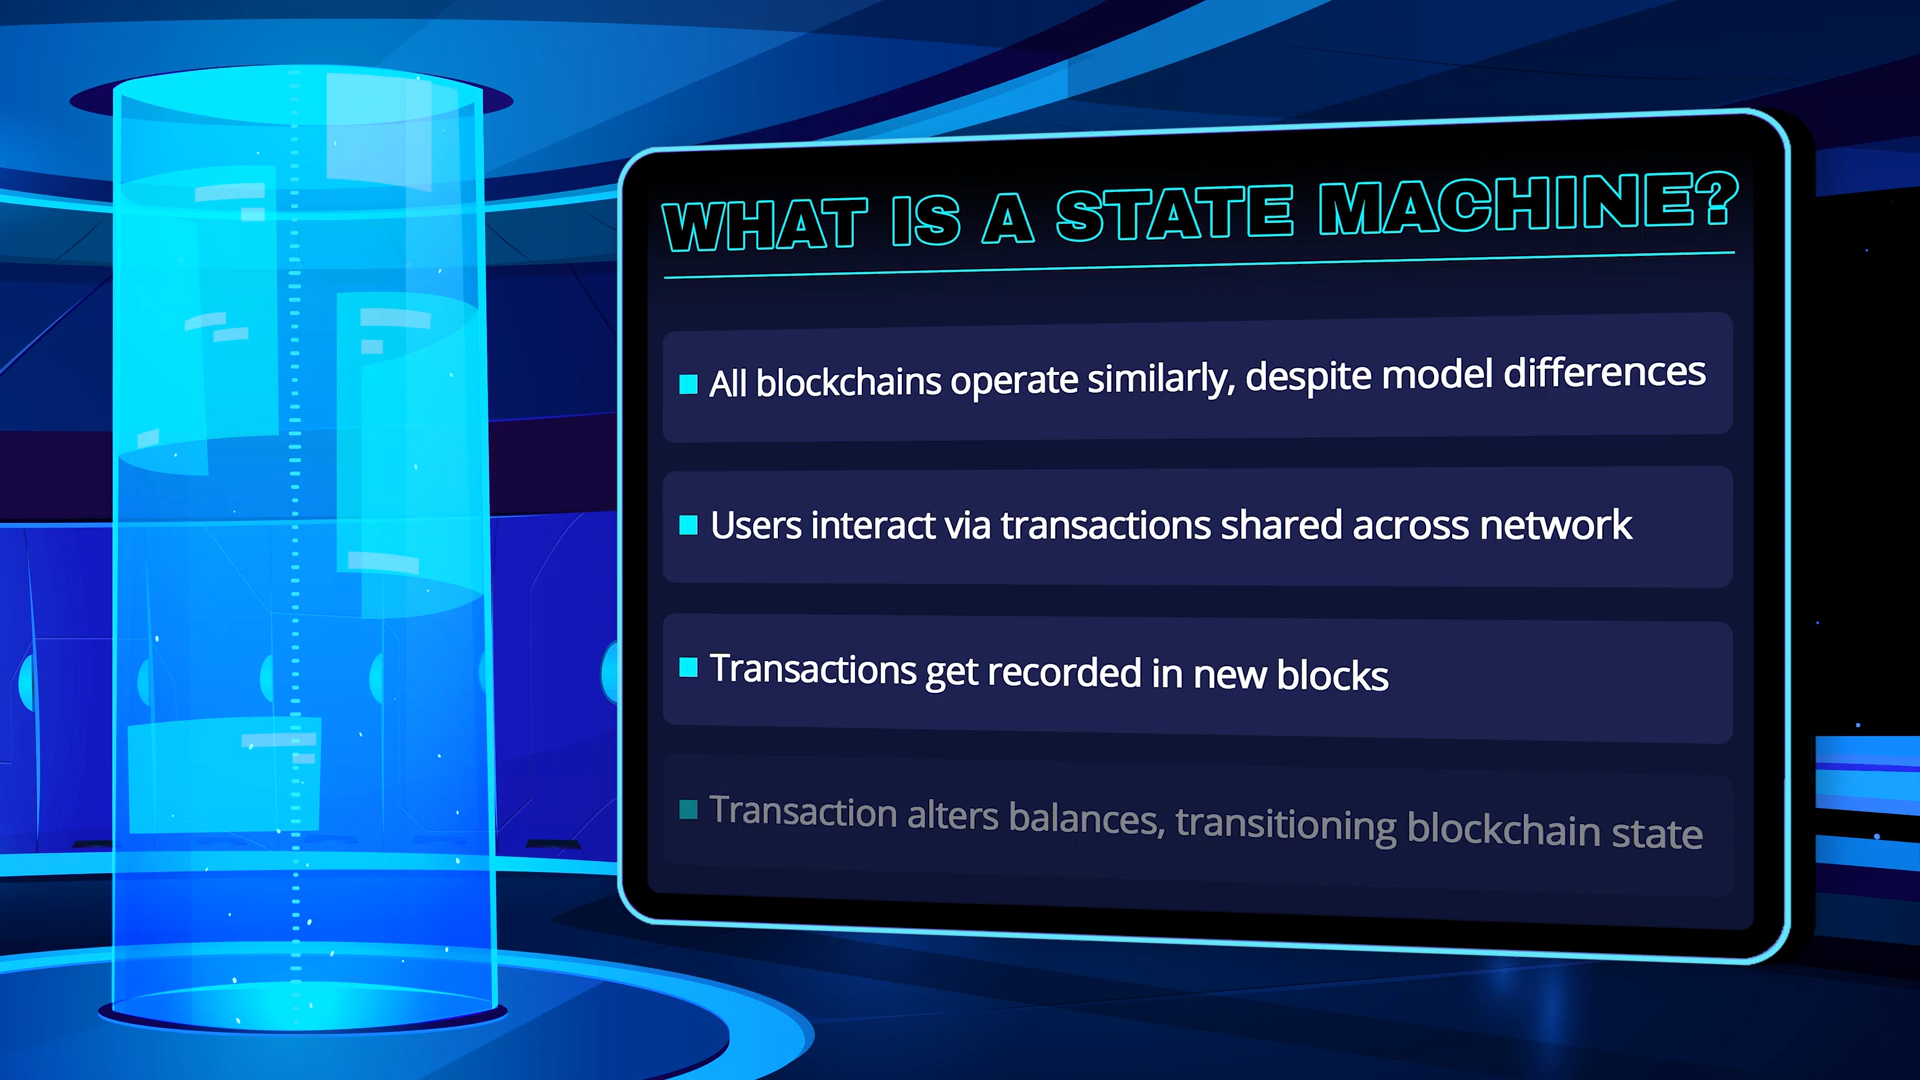 WHAT IS A STATE MACHINE?
All blockchains operate similarly, despite model differences
Users interact via transactions shared across network
Transactions get recorded in new blocks
Transaction alters balances, transitioning blockchain state